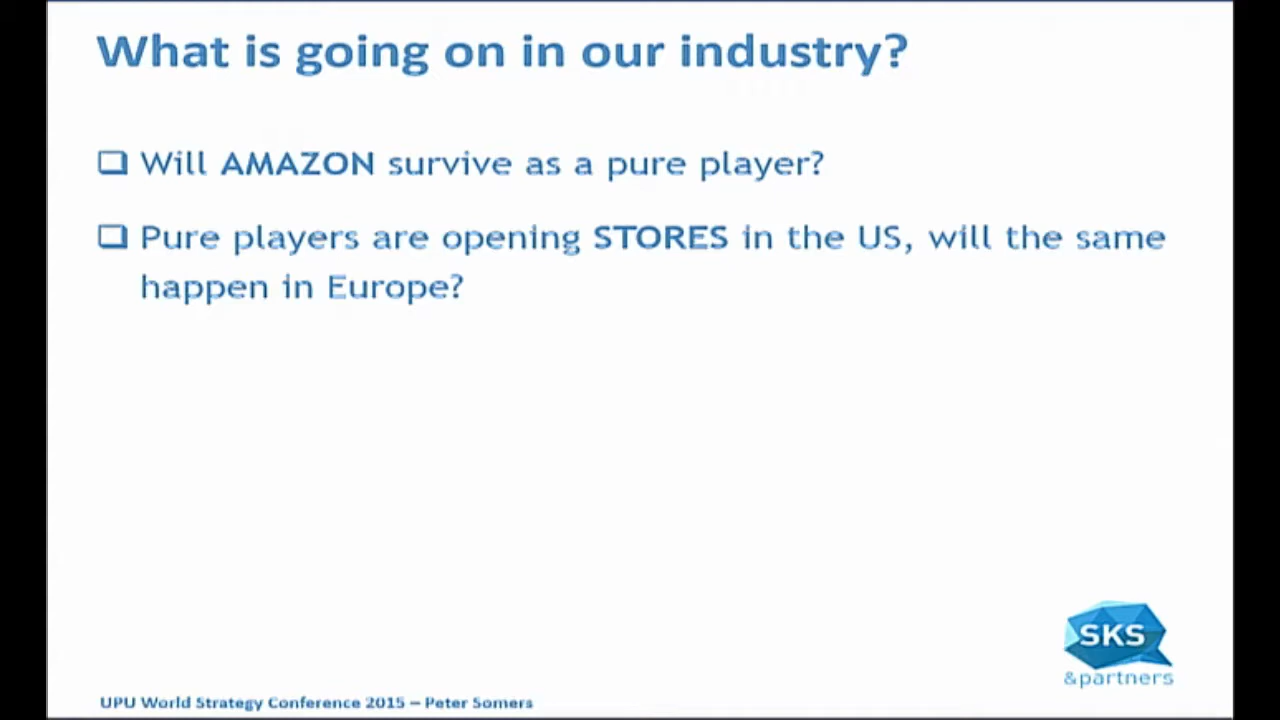 What is going on in our industry?
Will AMAZON survive as a pure player?
Pure players are opening STORES in the US, will the same
happen in Europe?
SKS
&partners
UPU World Strategy Conference 2015 – Peter Somers